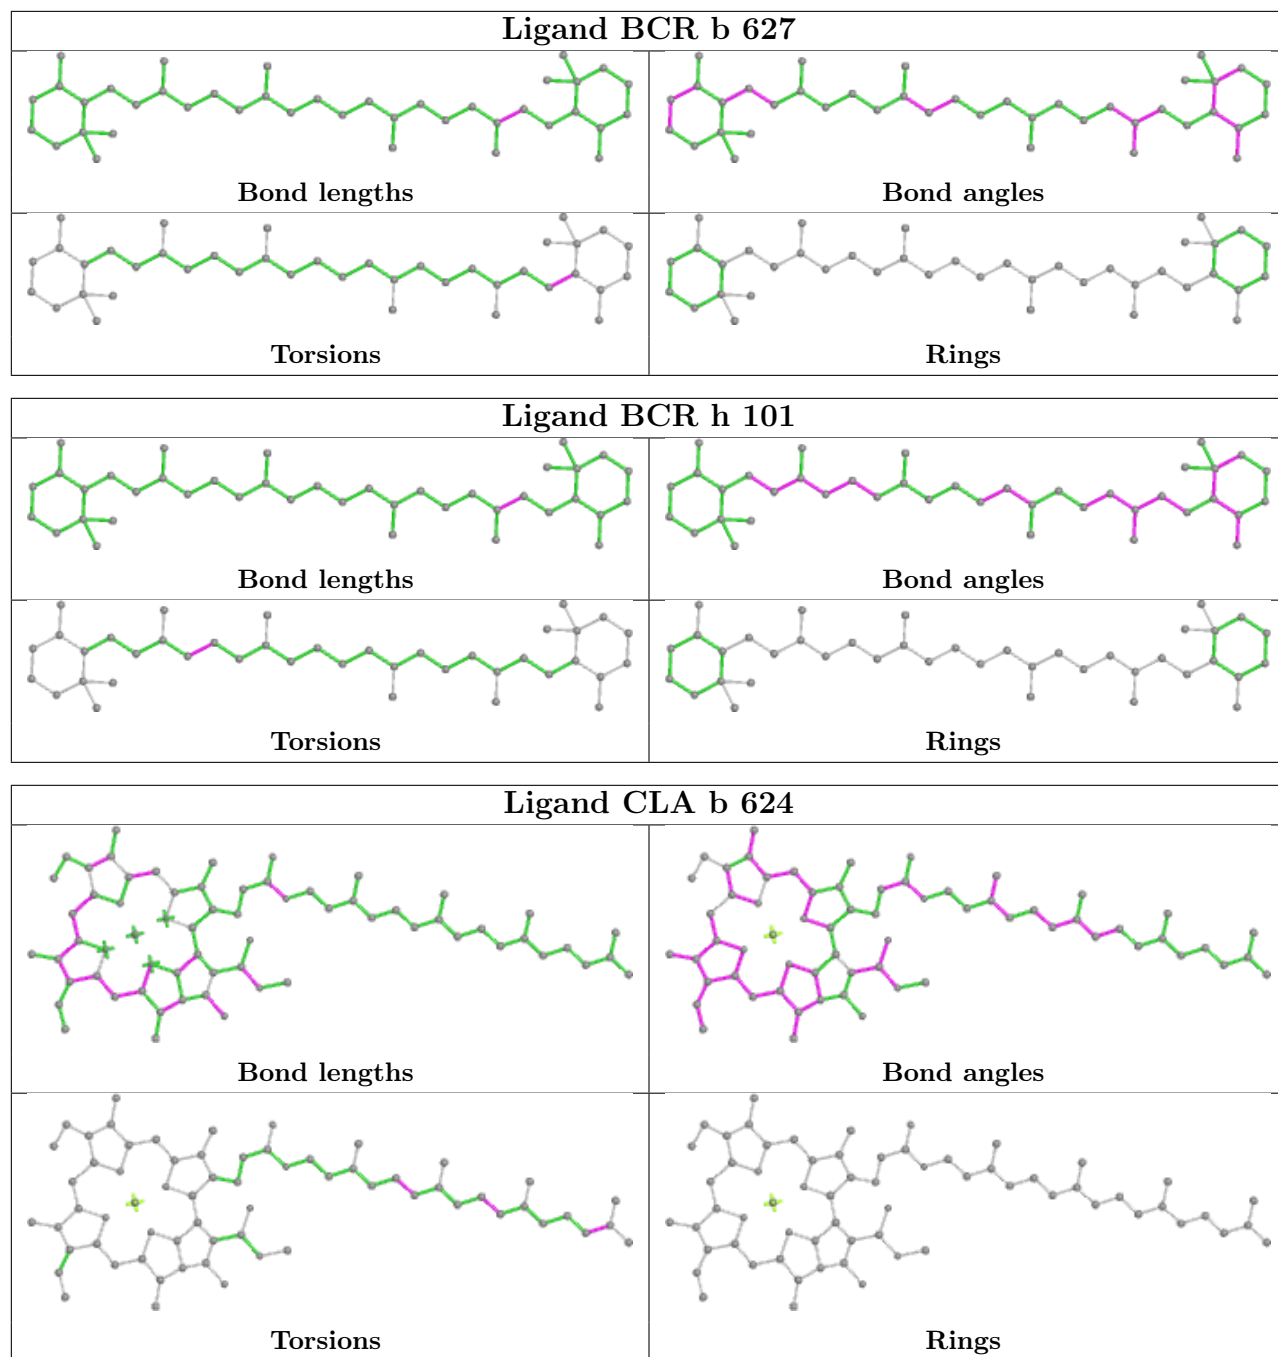 Ligand BCR b 627
Bond lengths
Bond angles
Torsions
Rings
Ligand BCR h 101
Bond lengths
Bond angles
Torsions
Rings
Ligand CLA b 624
Bond lengths
Bond angles
Torsions
Rings